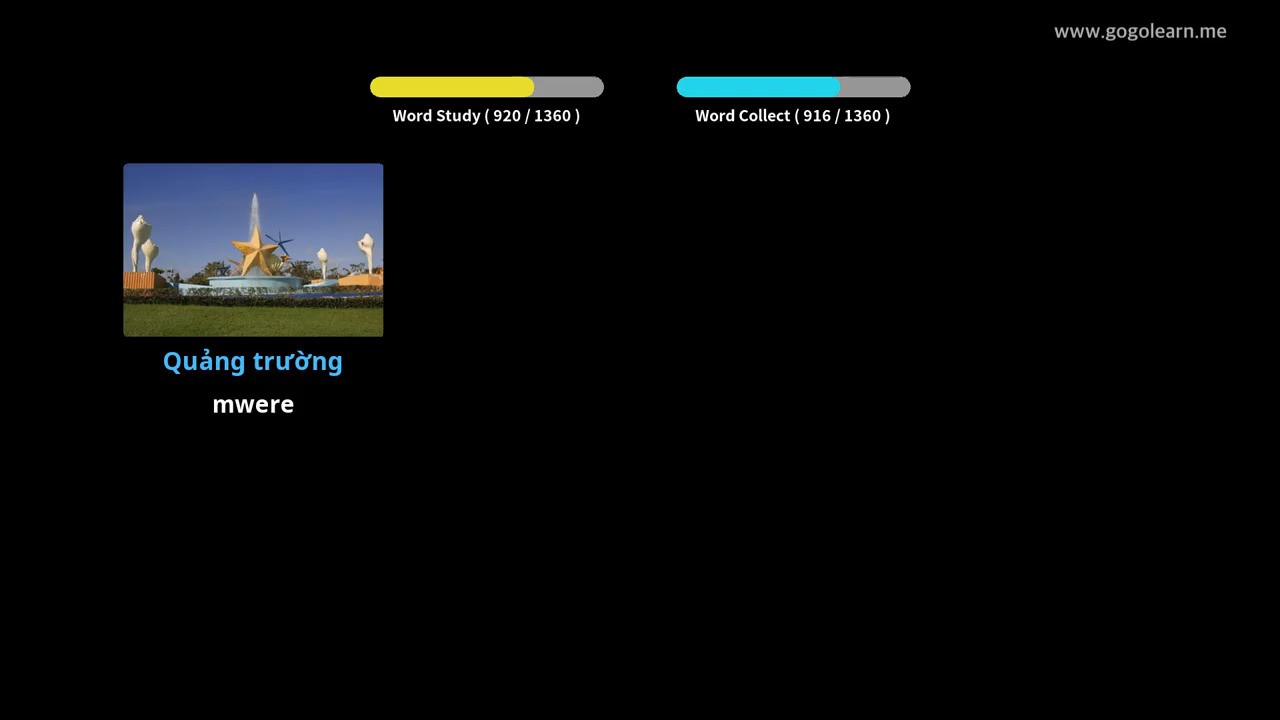 www.gogolearn.me
Word Study ( 920 / 1360 )
Word Collect ( 916 / 1360 )
Quảng trường
mwere